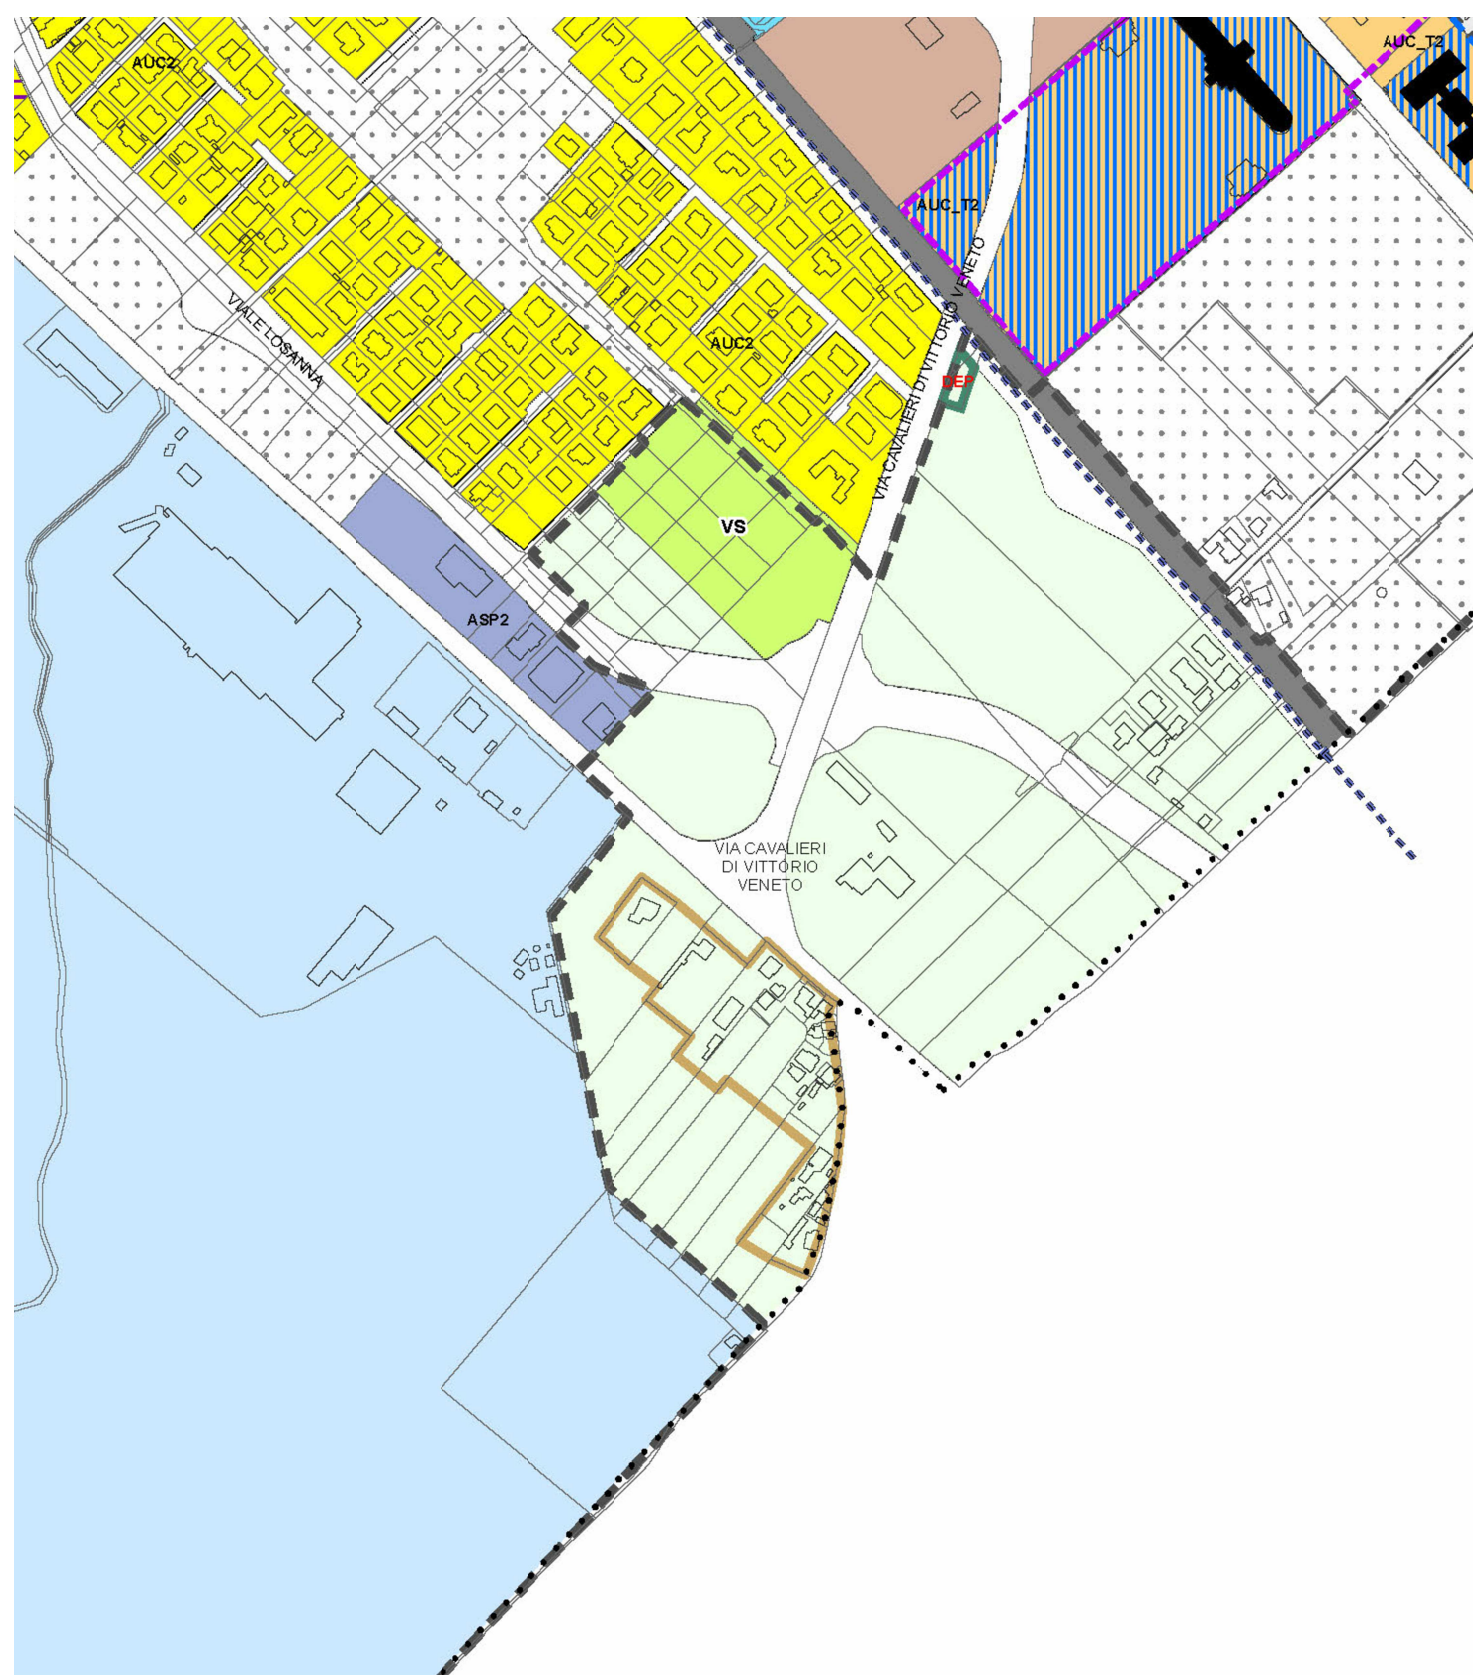 AUC2
AUC_T2
AUC_T2
VIALE LOSANNA
AUC2
VIA CAVALIERI DI VITTORIO VENETO
DEP
VS
ASP2
VIA CAVALIERI
DI VITTORIO
VENETO